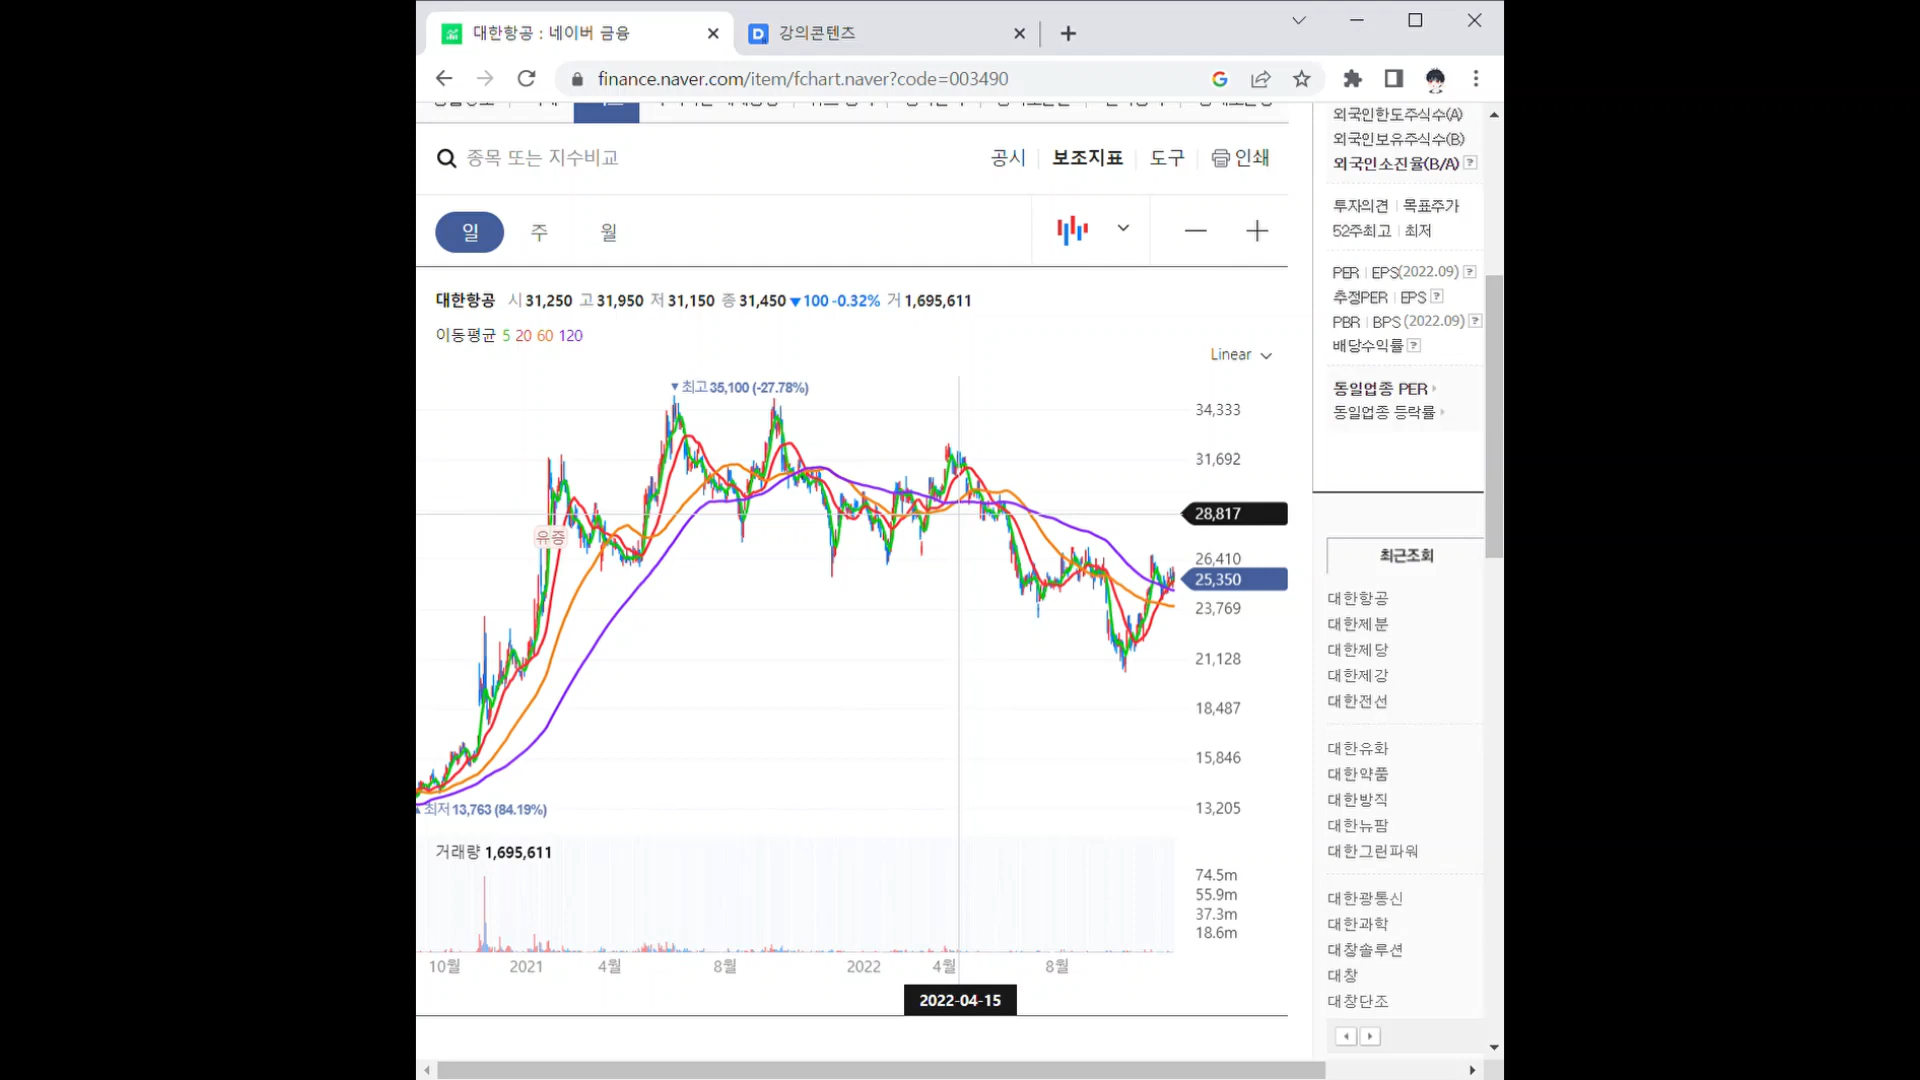 대한항공 : 네이버 금융
강의콘텐츠
finance.naver.com/item/fchart.naver?code=003490
종목 또는 지수비교
공시 보조지표 도구 인쇄
일 주 월
대한항공 시 31,250 고 31,950 저 31,150 종 31,450 ▼100 -0.32% 거 1,695,611
이동평균 5 20 60 120
Linear
▼최고 35,100 (-27.78%)
34,333
31,692
28,817
26,410
25,350
23,769
21,128
18,487
15,846
13,205
유증
▲최저 13,763 (84.19%)
거래량 1,695,611
74.5m
55.9m
37.3m
18.6m
10월 2021 4월 8월 2022 4월 8월
2022-04-15
외국인한도주식수(A)
외국인보유주식수(B)
외국인소진율(B/A) ?
투자의견 | 목표주가
52주최고 | 최저
PER | EPS(2022.09) ?
추정PER | EPS ?
PBR | BPS (2022.09) ?
배당수익률 ?
동일업종 PER
동일업종 등락률
최근조회
대한항공
대한제분
대한제당
대한제강
대한전선
대한유화
대한약품
대한방직
대한뉴팜
대한그린파워
대한광통신
대한과학
대창솔루션
대창
대창단조